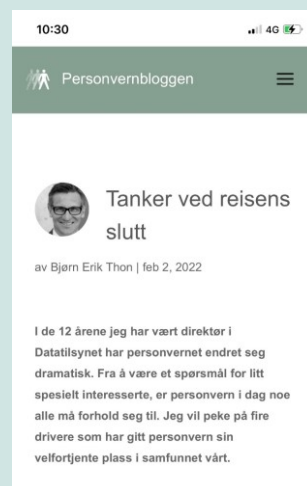 10:30
4G
Personvernbloggen
Tanker ved reisens
slutt
av Bjørn Erik Thon | feb 2, 2022
I de 12 årene jeg har vært direktør i
Datatilsynet har personvernet endret seg
dramatisk. Fra å være et spørsmål for litt
spesielt interesserte, er personvern i dag noe
alle må forhold seg til. Jeg vil peke på fire
drivere som har gitt personvern sin
velfortjente plass i samfunnet vårt.